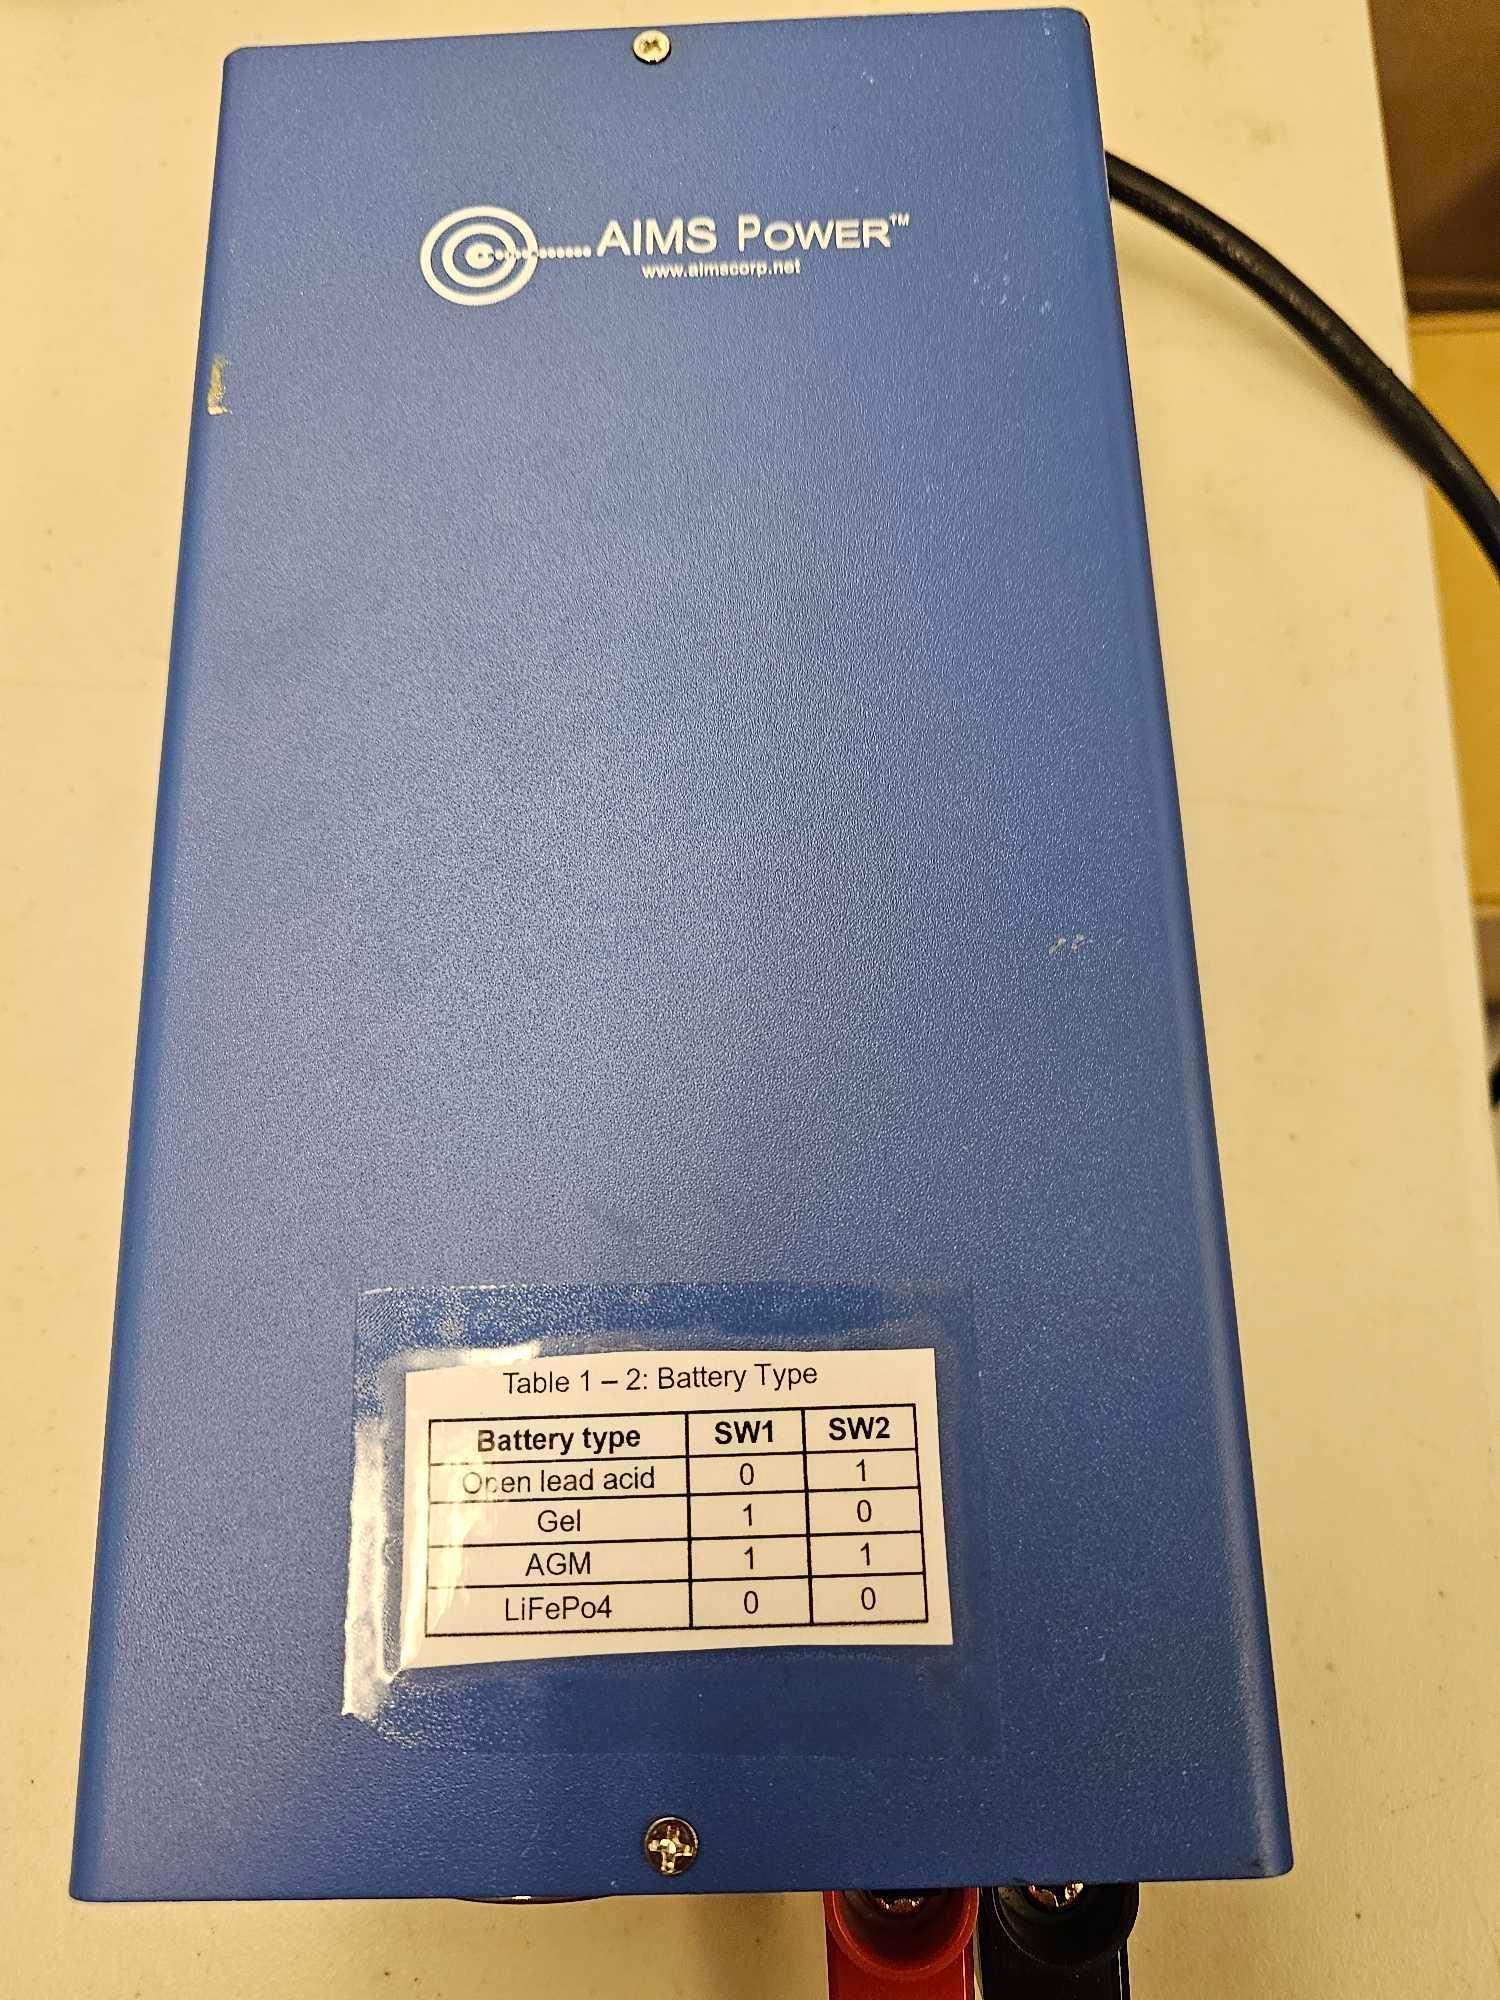 AIMS POWER™
www.aimscorp.net
Table 1 – 2: Battery Type
Battery type SW1 SW2
Open lead acid 0 1
Gel 1 0
AGM 1 1
LiFePo4 0 0